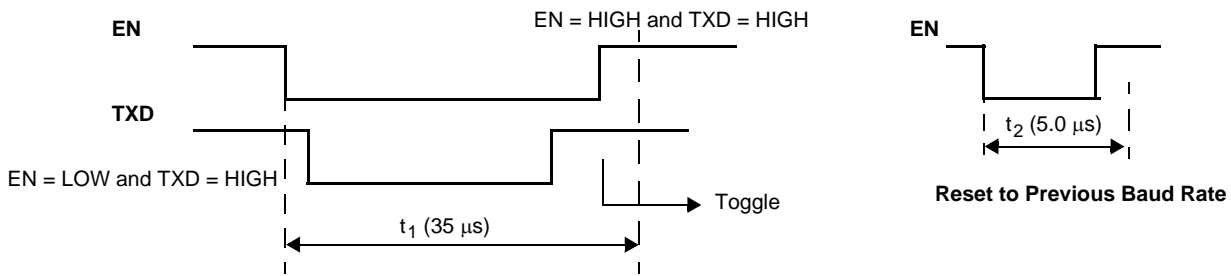 EN = HIGH and TXD = HIGH
EN
EN
TXD
t2 (5.0 μs)
EN = LOW and TXD = HIGH
Reset to Previous Baud Rate
Toggle
t1 (35 μs)